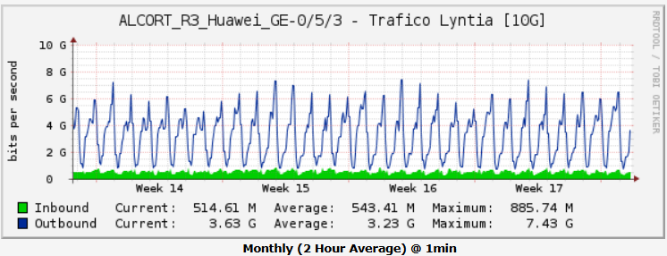 ALCORT_R3_Huawei_GE-0/5/3 - Trafico Lyntia [10G]
RRDTOOL / TOBI OETIKER
bits per second
10 G
8 G
6 G
4 G
2 G
0
Week 14 Week 15 Week 16 Week 17
Inbound Current: 514.61 M Average: 543.41 M Maximum: 885.74 M
Outbound Current: 3.63 G Average: 3.23 G Maximum: 7.43 G
Monthly (2 Hour Average) @ 1min